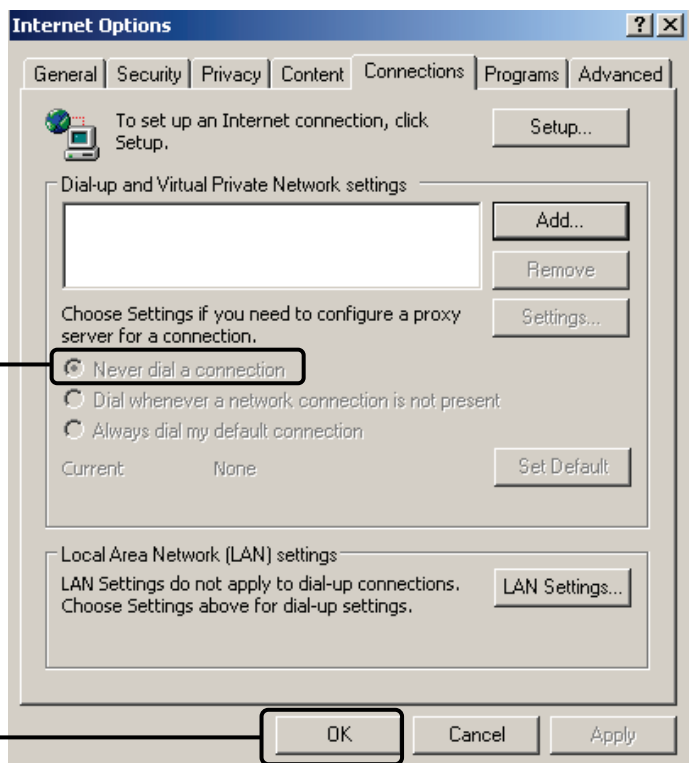 Internet Options
General Security Privacy Content Connections Programs Advanced
To set up an Internet connection, click
Setup.
Setup...
Dial-up and Virtual Private Network settings
Add...
Remove
Choose Settings if you need to configure a proxy
server for a connection.
Settings...
Never dial a connection
Dial whenever a network connection is not present
Always dial my default connection
Current None
Set Default
Local Area Network (LAN) settings
LAN Settings do not apply to dial-up connections.
Choose Settings above for dial-up settings.
LAN Settings...
OK Cancel Apply